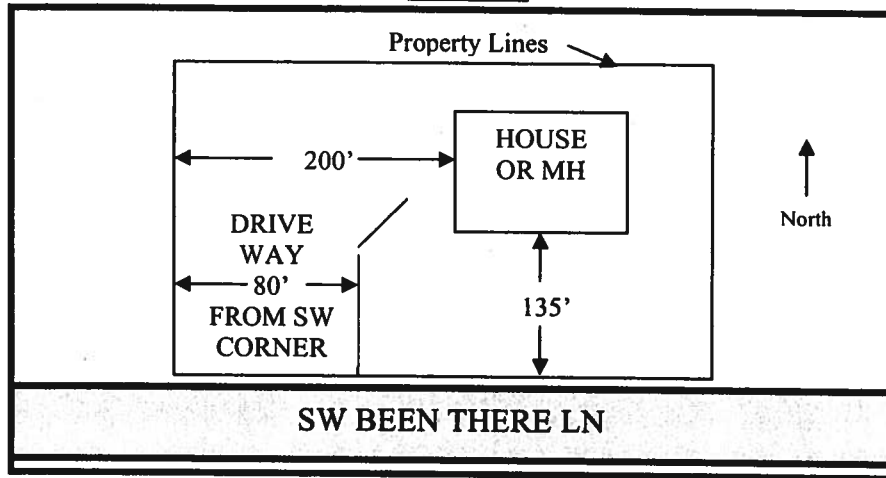 Property Lines
HOUSE
OR MH
200’
North
DRIVE
WAY
80’
FROM SW
CORNER
135’
SW BEEN THERE LN